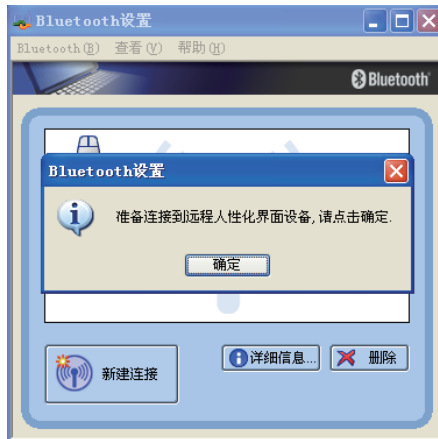 Bluetooth设置
Bluetooth(B) 查看(V) 帮助(H)
Bluetooth
Bluetooth设置
准备连接到远程人性化界面设备,请点击确定.
确定
新建连接
详细信息...
删除